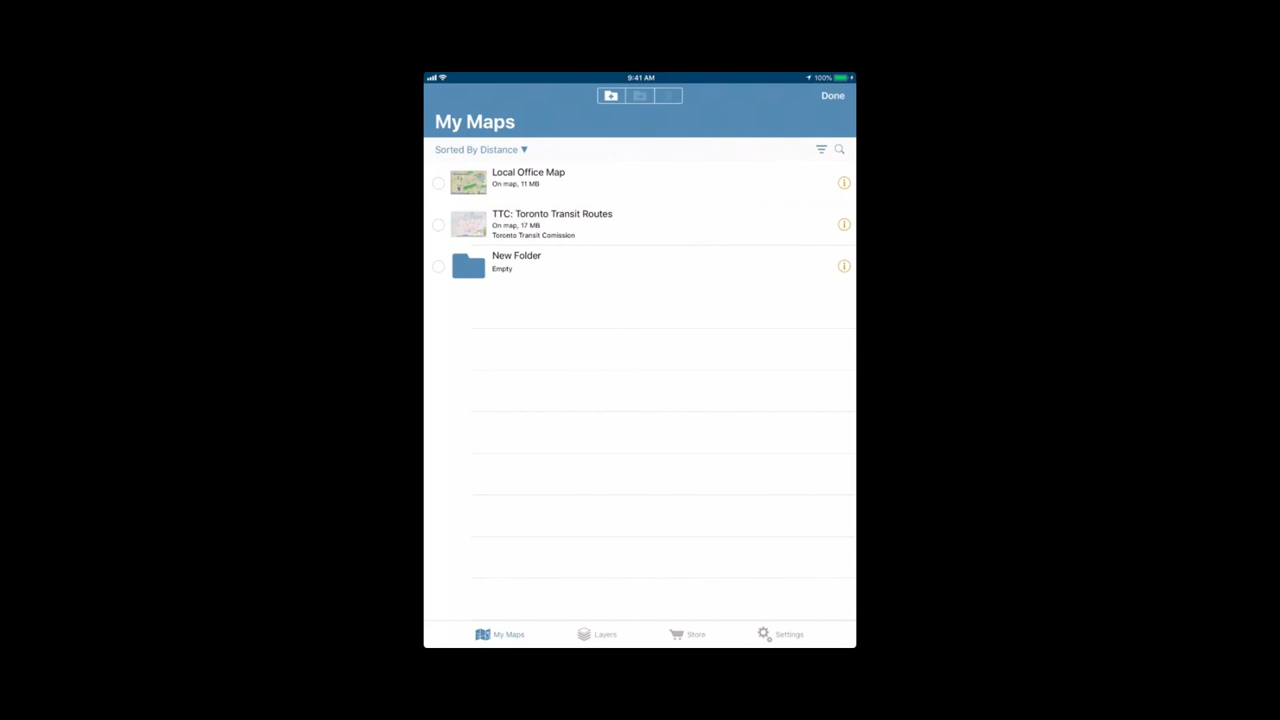 9:41 AM
100%
Done
My Maps
Sorted By Distance ▼
Local Office Map
On map, 11 MB
TTC: Toronto Transit Routes
On map, 17 MB
Toronto Transit Comission
New Folder
Empty
My Maps
Layers
Store
Settings